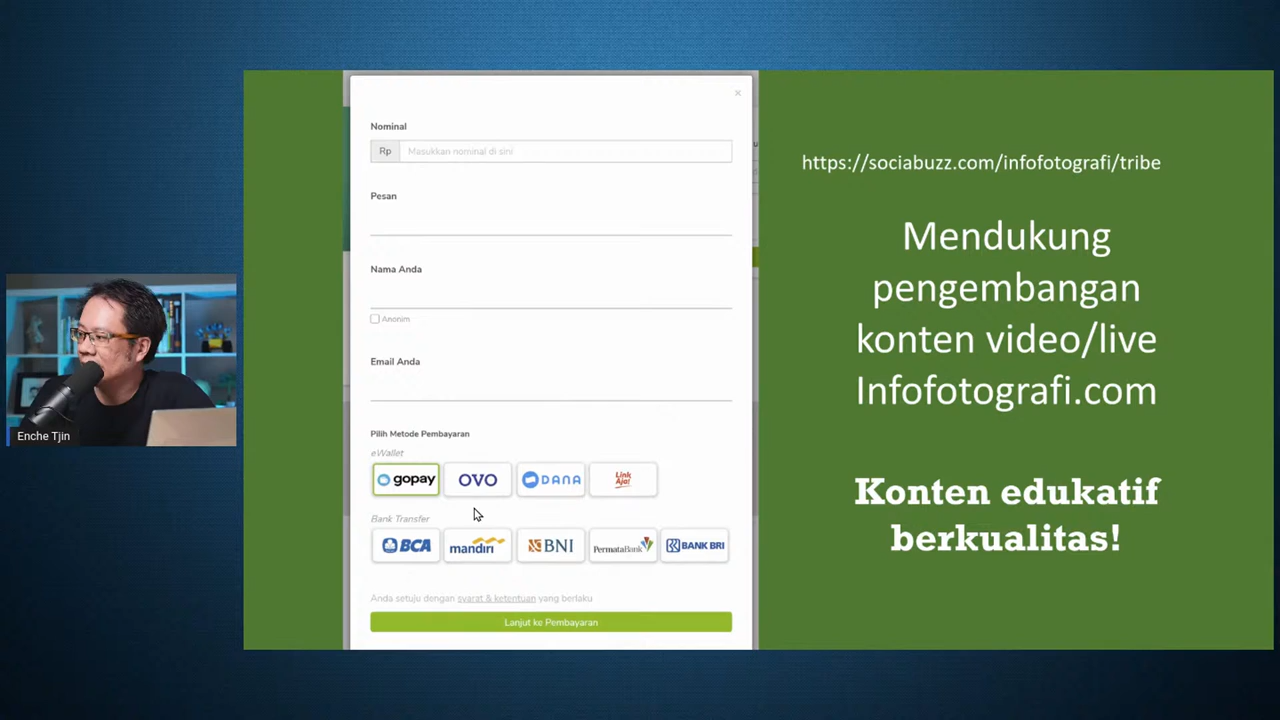 ×
Nominal
Rp Masukkan nominal di sini
Pesan
Nama Anda
Anonim
Email Anda
Pilih Metode Pembayaran
eWallet
gopay OVO DANA Link Aja!
Bank Transfer
BCA mandiri BNI PermataBank BANK BRI
Anda setuju dengan syarat & ketentuan yang berlaku
Lanjut ke Pembayaran
https://sociabuzz.com/infofotografi/tribe
Mendukung
pengembangan
konten video/live
Infofotografi.com
Konten edukatif
berkualitas!
Enche Tjin